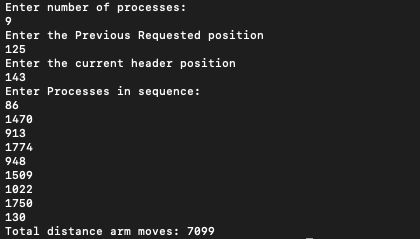 Enter number of processes:
9
Enter the Previous Requested position
125
Enter the current header position
143
Enter Processes in sequence:
86
1470
913
1774
948
1509
1022
1750
130
Total distance arm moves: 7099